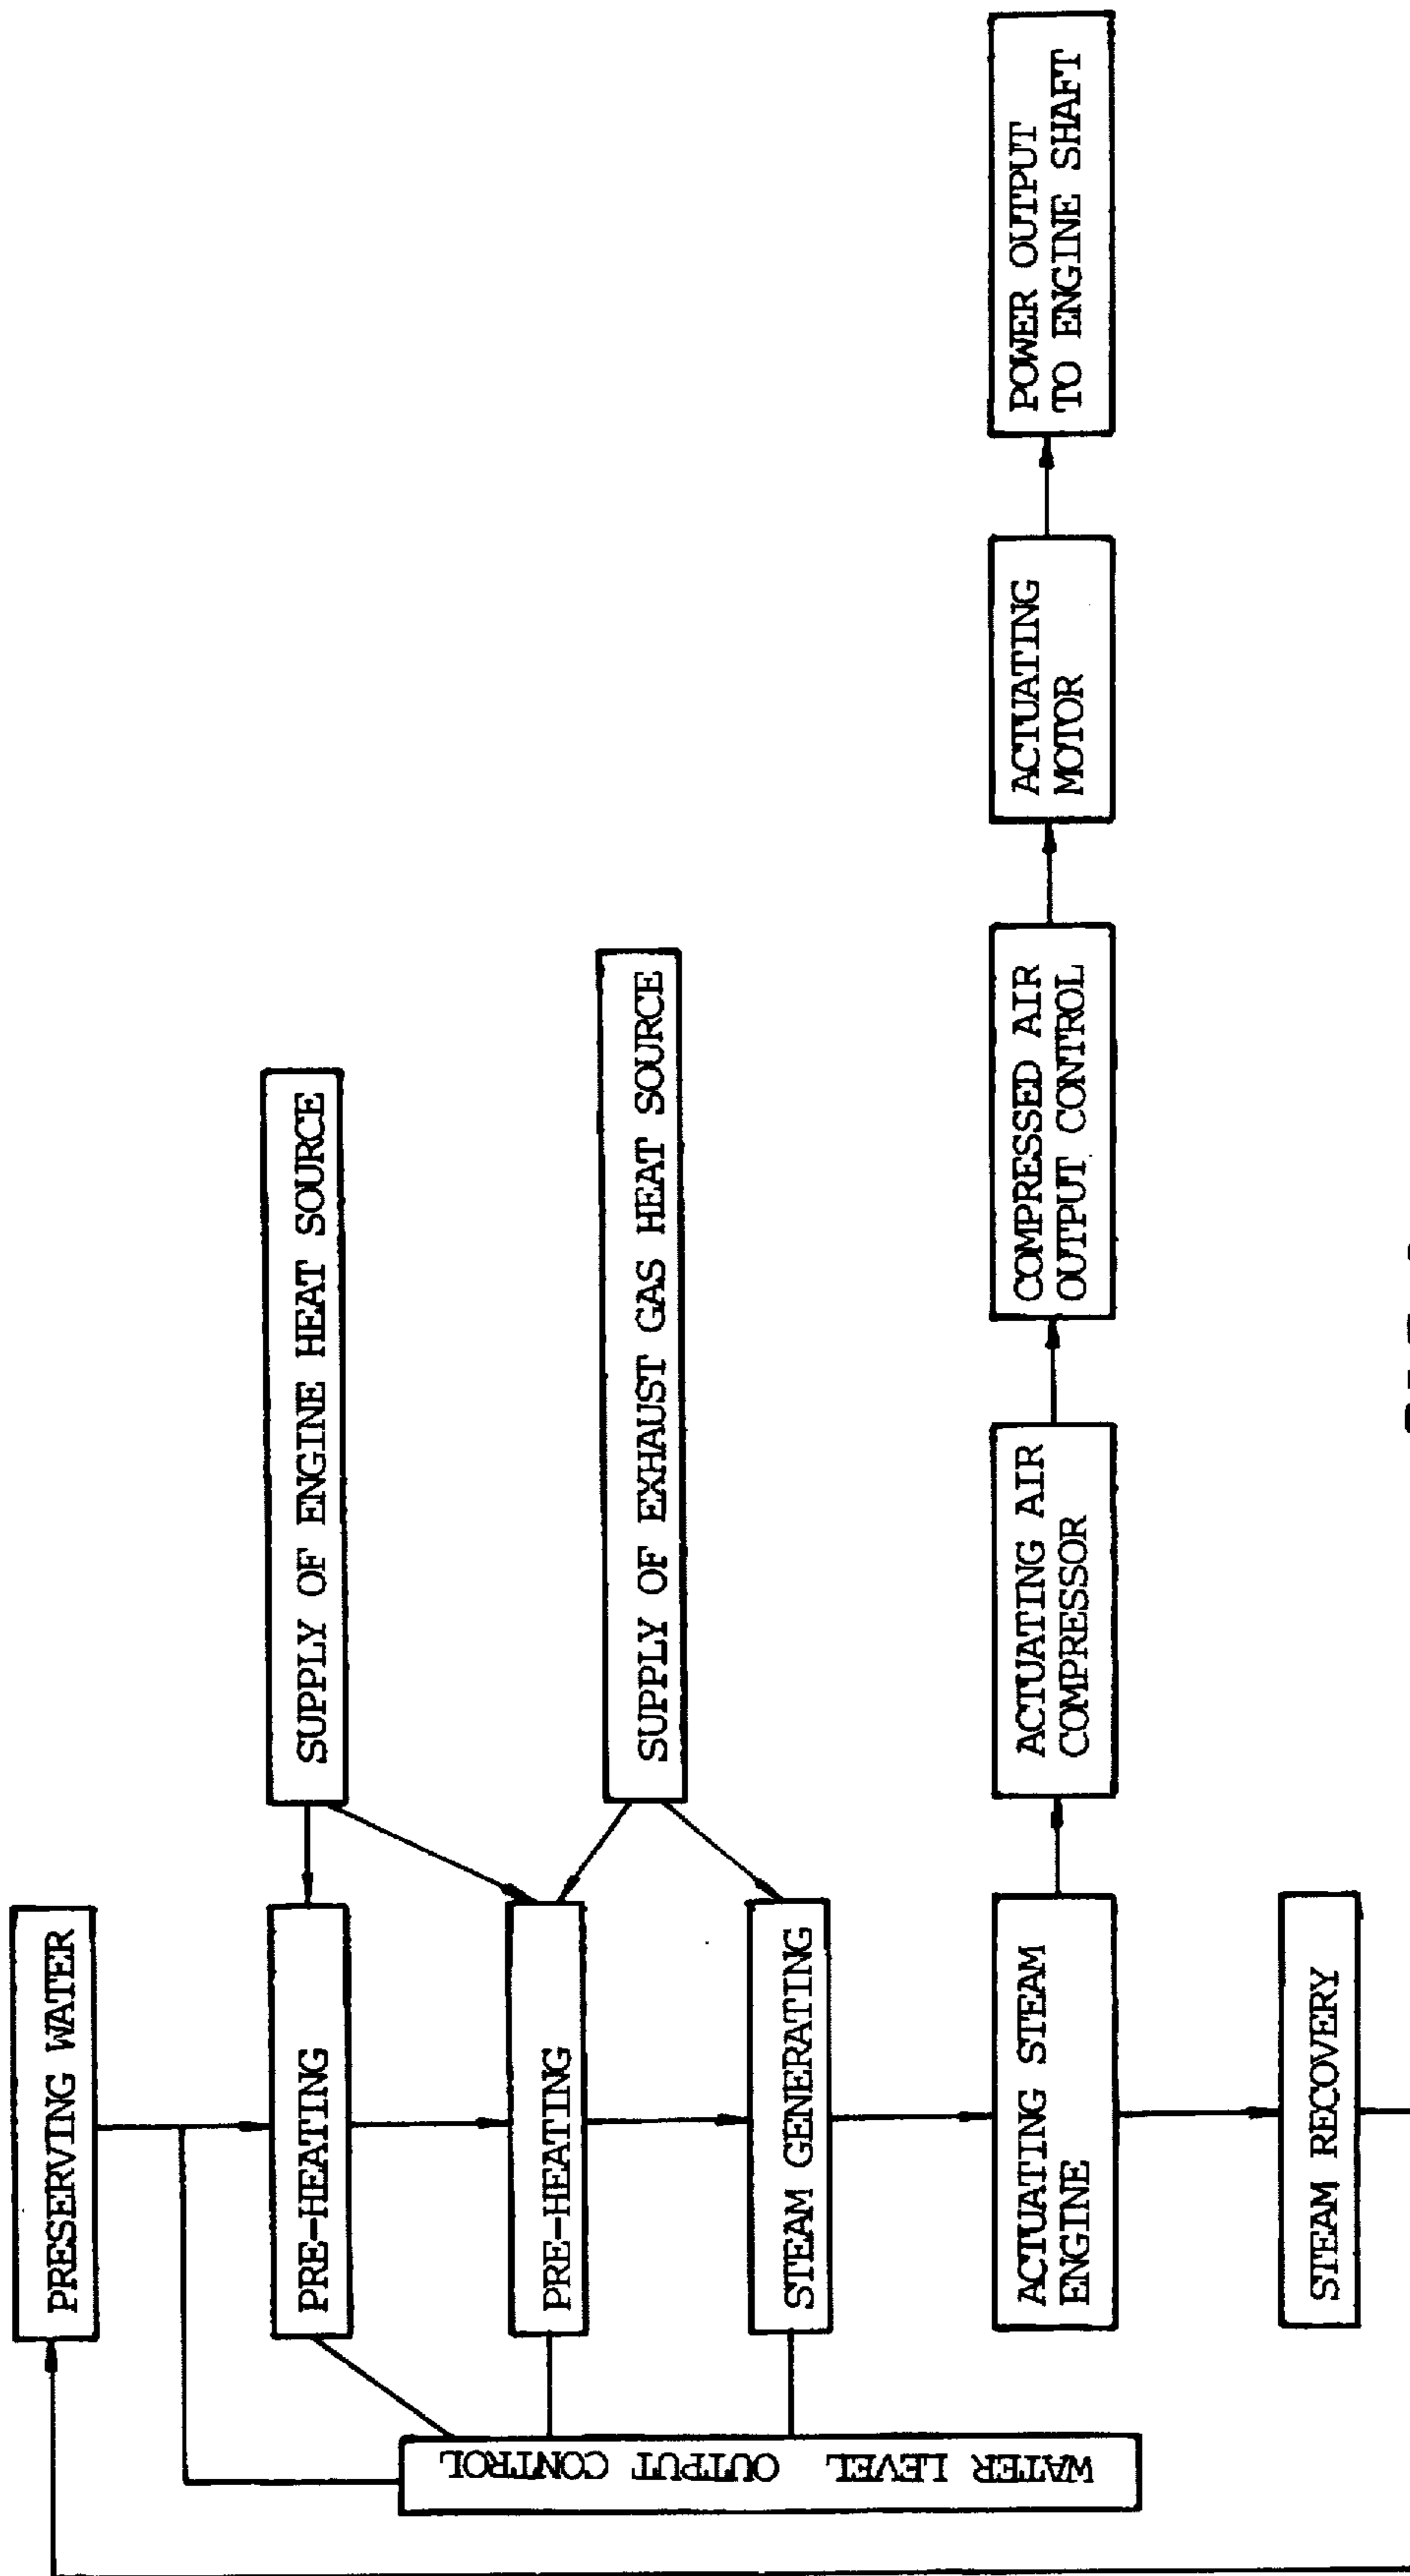 PRESERVING WATER
PRE-HEATING
SUPPLY OF ENGINE HEAT SOURCE
PRE-HEATING
SUPPLY OF EXHAUST GAS HEAT SOURCE
STEAM GENERATING
WATER LEVEL OUTPUT CONTROL
ACTUATING STEAM
ENGINE
ACTUATING AIR
COMPRESSOR
COMPRESSED AIR
OUTPUT CONTROL
ACTUATING
MOTOR
POWER OUTPUT
TO ENGINE SHAFT
STEAM RECOVERY